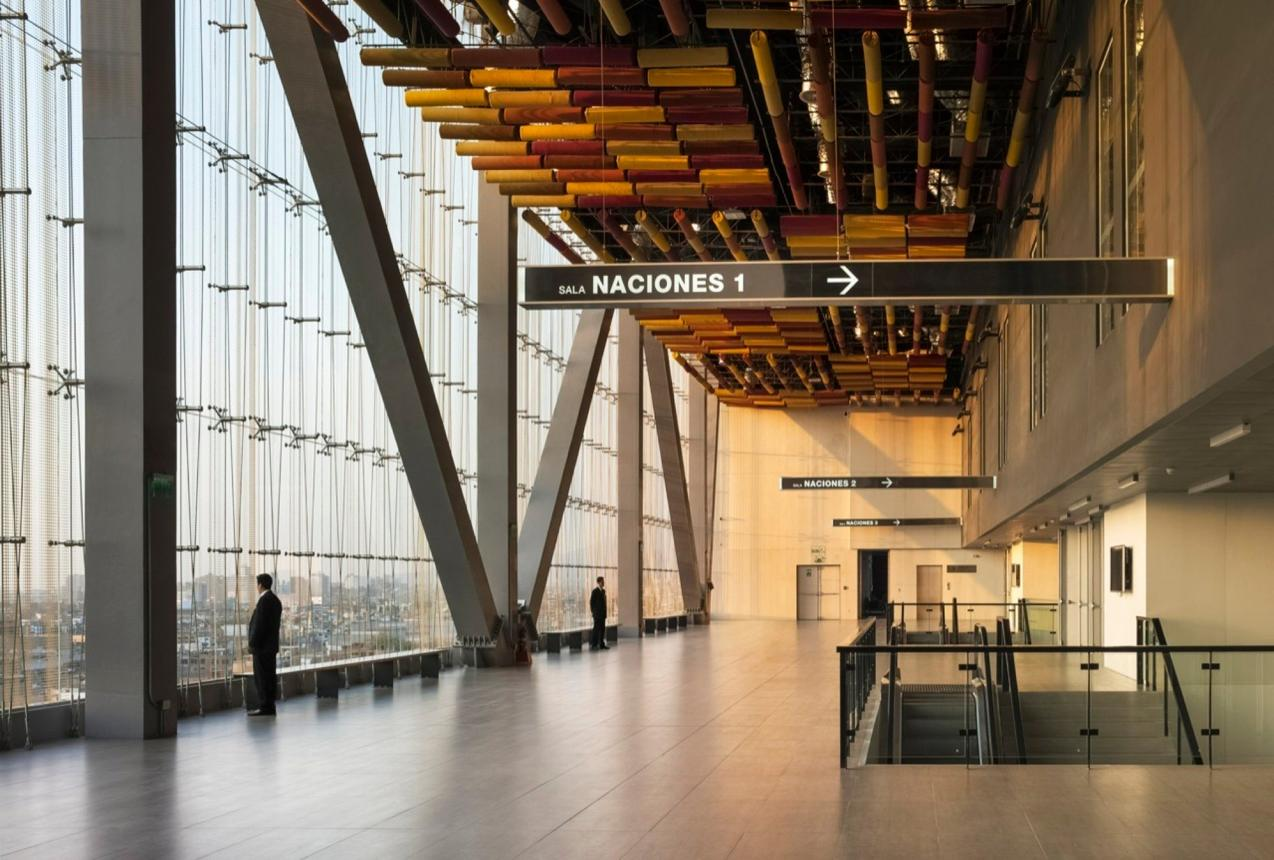 SALA NACIONES 1 →
SALA NACIONES 2 →
NACIONES 3 →